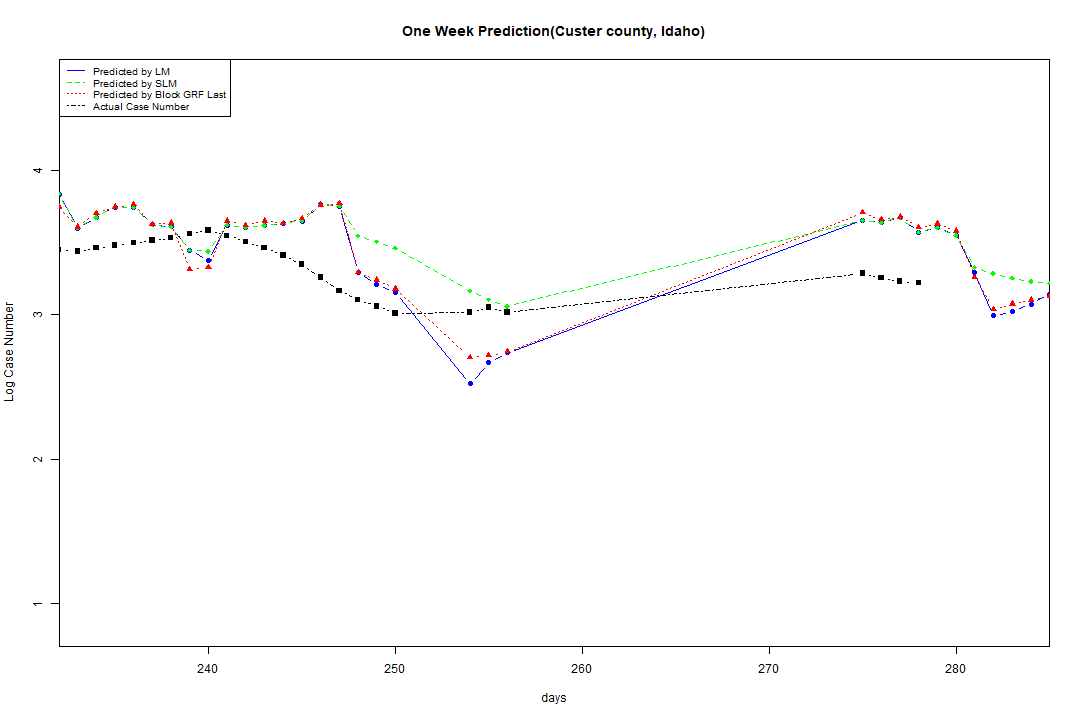 One Week Prediction(Custer county, Idaho)
Predicted by LM
Predicted by SLM
Predicted by Block GRF Last
Actual Case Number
4
3
2
1
Log Case Number
240 250 260 270 280
days